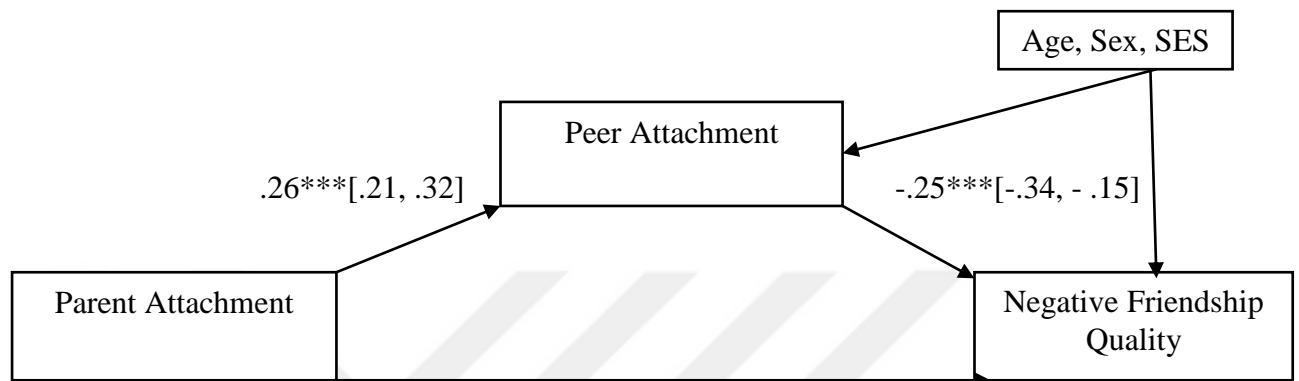 Age, Sex, SES
Peer Attachment
.26***[.21, .32]
-.25***[-.34, - .15]
Parent Attachment
Negative Friendship
Quality